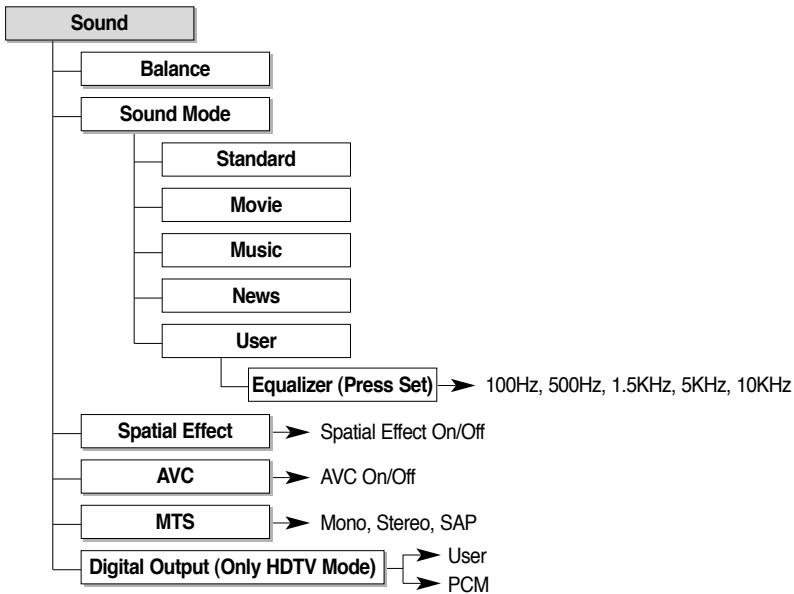 Sound
Balance
Sound Mode
Standard
Movie
Music
News
User
Equalizer (Press Set) 100Hz, 500Hz, 1.5KHz, 5KHz, 10KHz
Spatial Effect Spatial Effect On/Off
AVC AVC On/Off
MTS Mono, Stereo, SAP
Digital Output (Only HDTV Mode) User
PCM